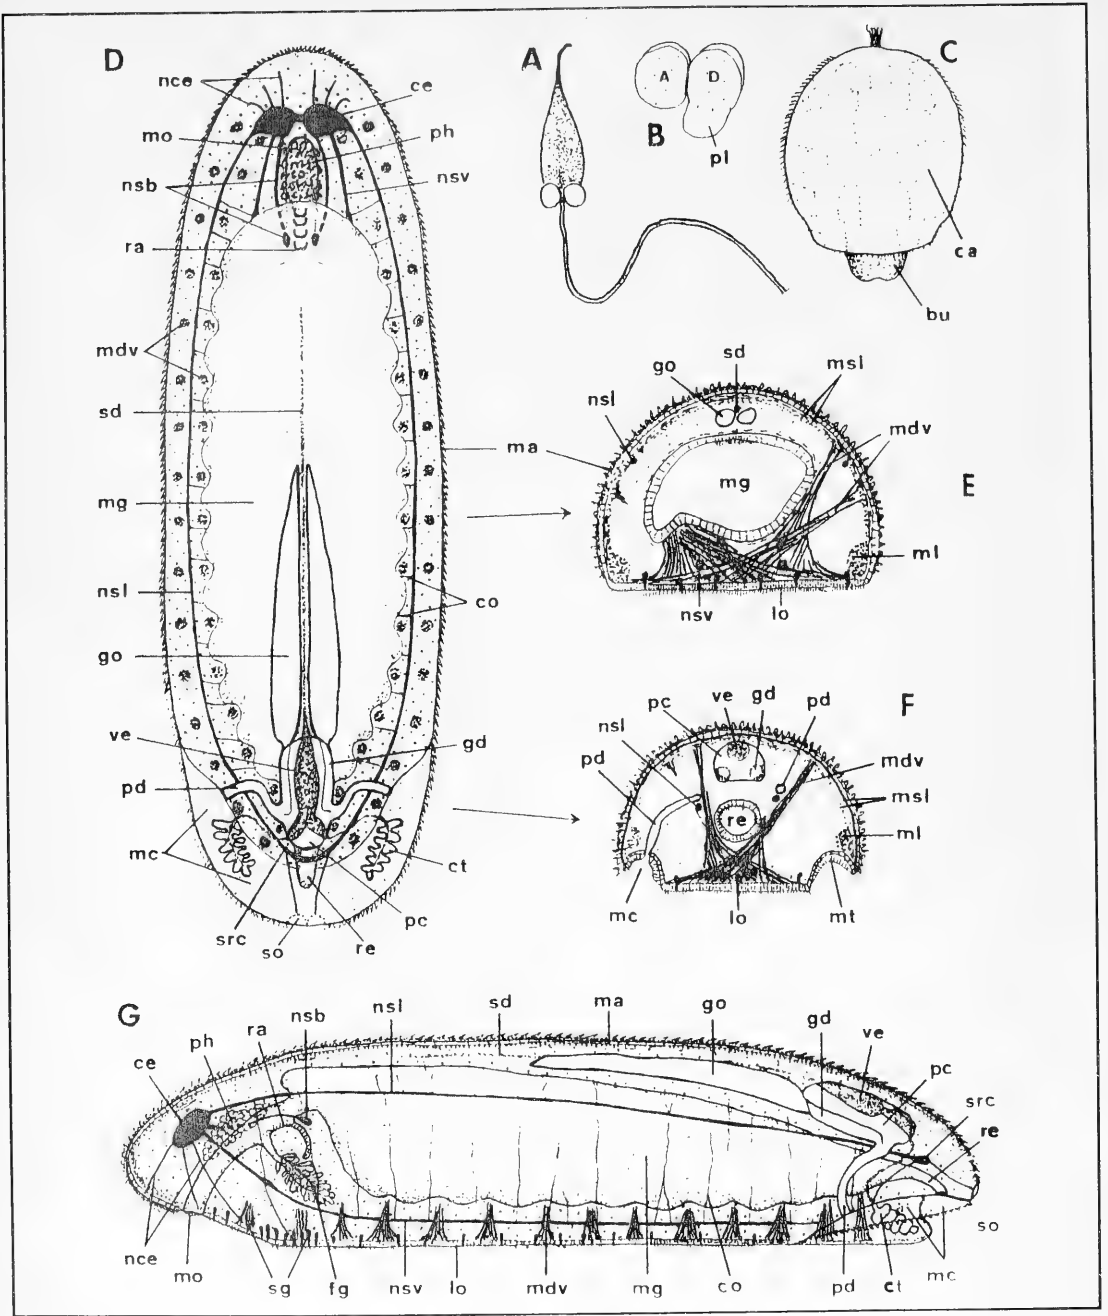 D
nce
ce
mo
ph
nsb
nsv
ra
mdv
sd
ma
mg
nsl
co
go
ve
gd
pd
mc
ct
src
so
re
pc
A
A D
B
pl
C
ca
bu
E
go
sd
msl
nsl
mdv
mg
ml
nsv
lo
F
pc
ve
gd
pd
nsl
pd
mdv
msl
re
ml
mc
lo
mt
G
ce
ph
ra
nsb
nsl
sd
ma
go
gd
ve
pc
src
re
so
nce
mo
sg
fg
nsv
lo
mdv
mg
co
pd
ct
mc